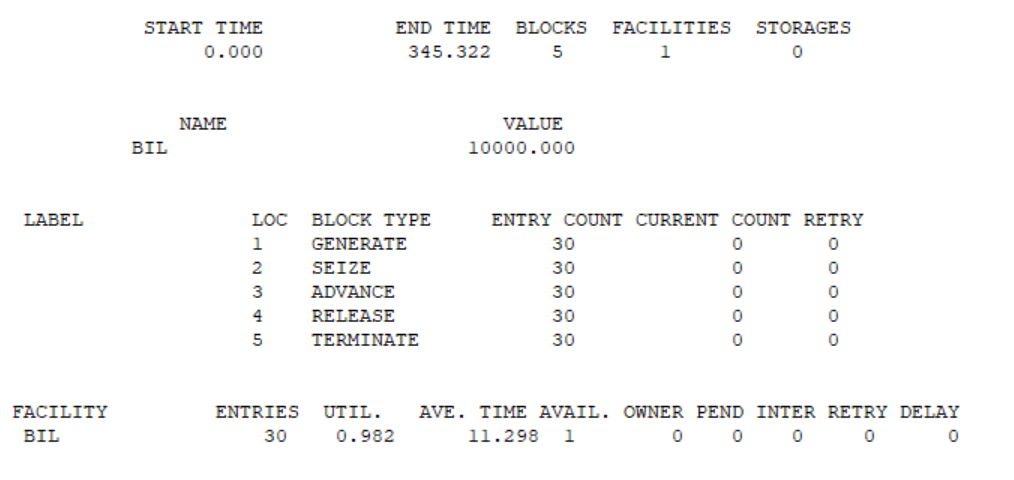 START TIME END TIME BLOCKS FACILITIES STORAGES
0.000 345.322 5 1 0
NAME VALUE
BIL 10000.000
LABEL LOC BLOCK TYPE ENTRY COUNT CURRENT COUNT RETRY
1 GENERATE 30 0 0
2 SEIZE 30 0 0
3 ADVANCE 30 0 0
4 RELEASE 30 0 0
5 TERMINATE 30 0 0
FACILITY ENTRIES UTIL. AVE. TIME AVAIL. OWNER PEND INTER RETRY DELAY
BIL 30 0.982 11.298 1 0 0 0 0 0